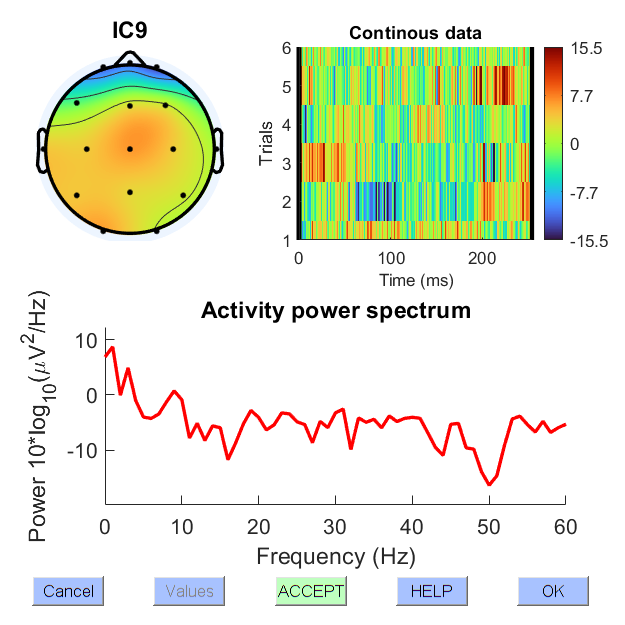 IC9
Continous data
Trials
6
5
4
3
2
1
0
100
200
Time (ms)
15.5
7.7
0
-7.7
-15.5
Activity power spectrum
Power 10*log10(μV2/Hz)
10
0
-10
0
10
20
30
40
50
60
Frequency (Hz)
Cancel
Values
ACCEPT
HELP
OK